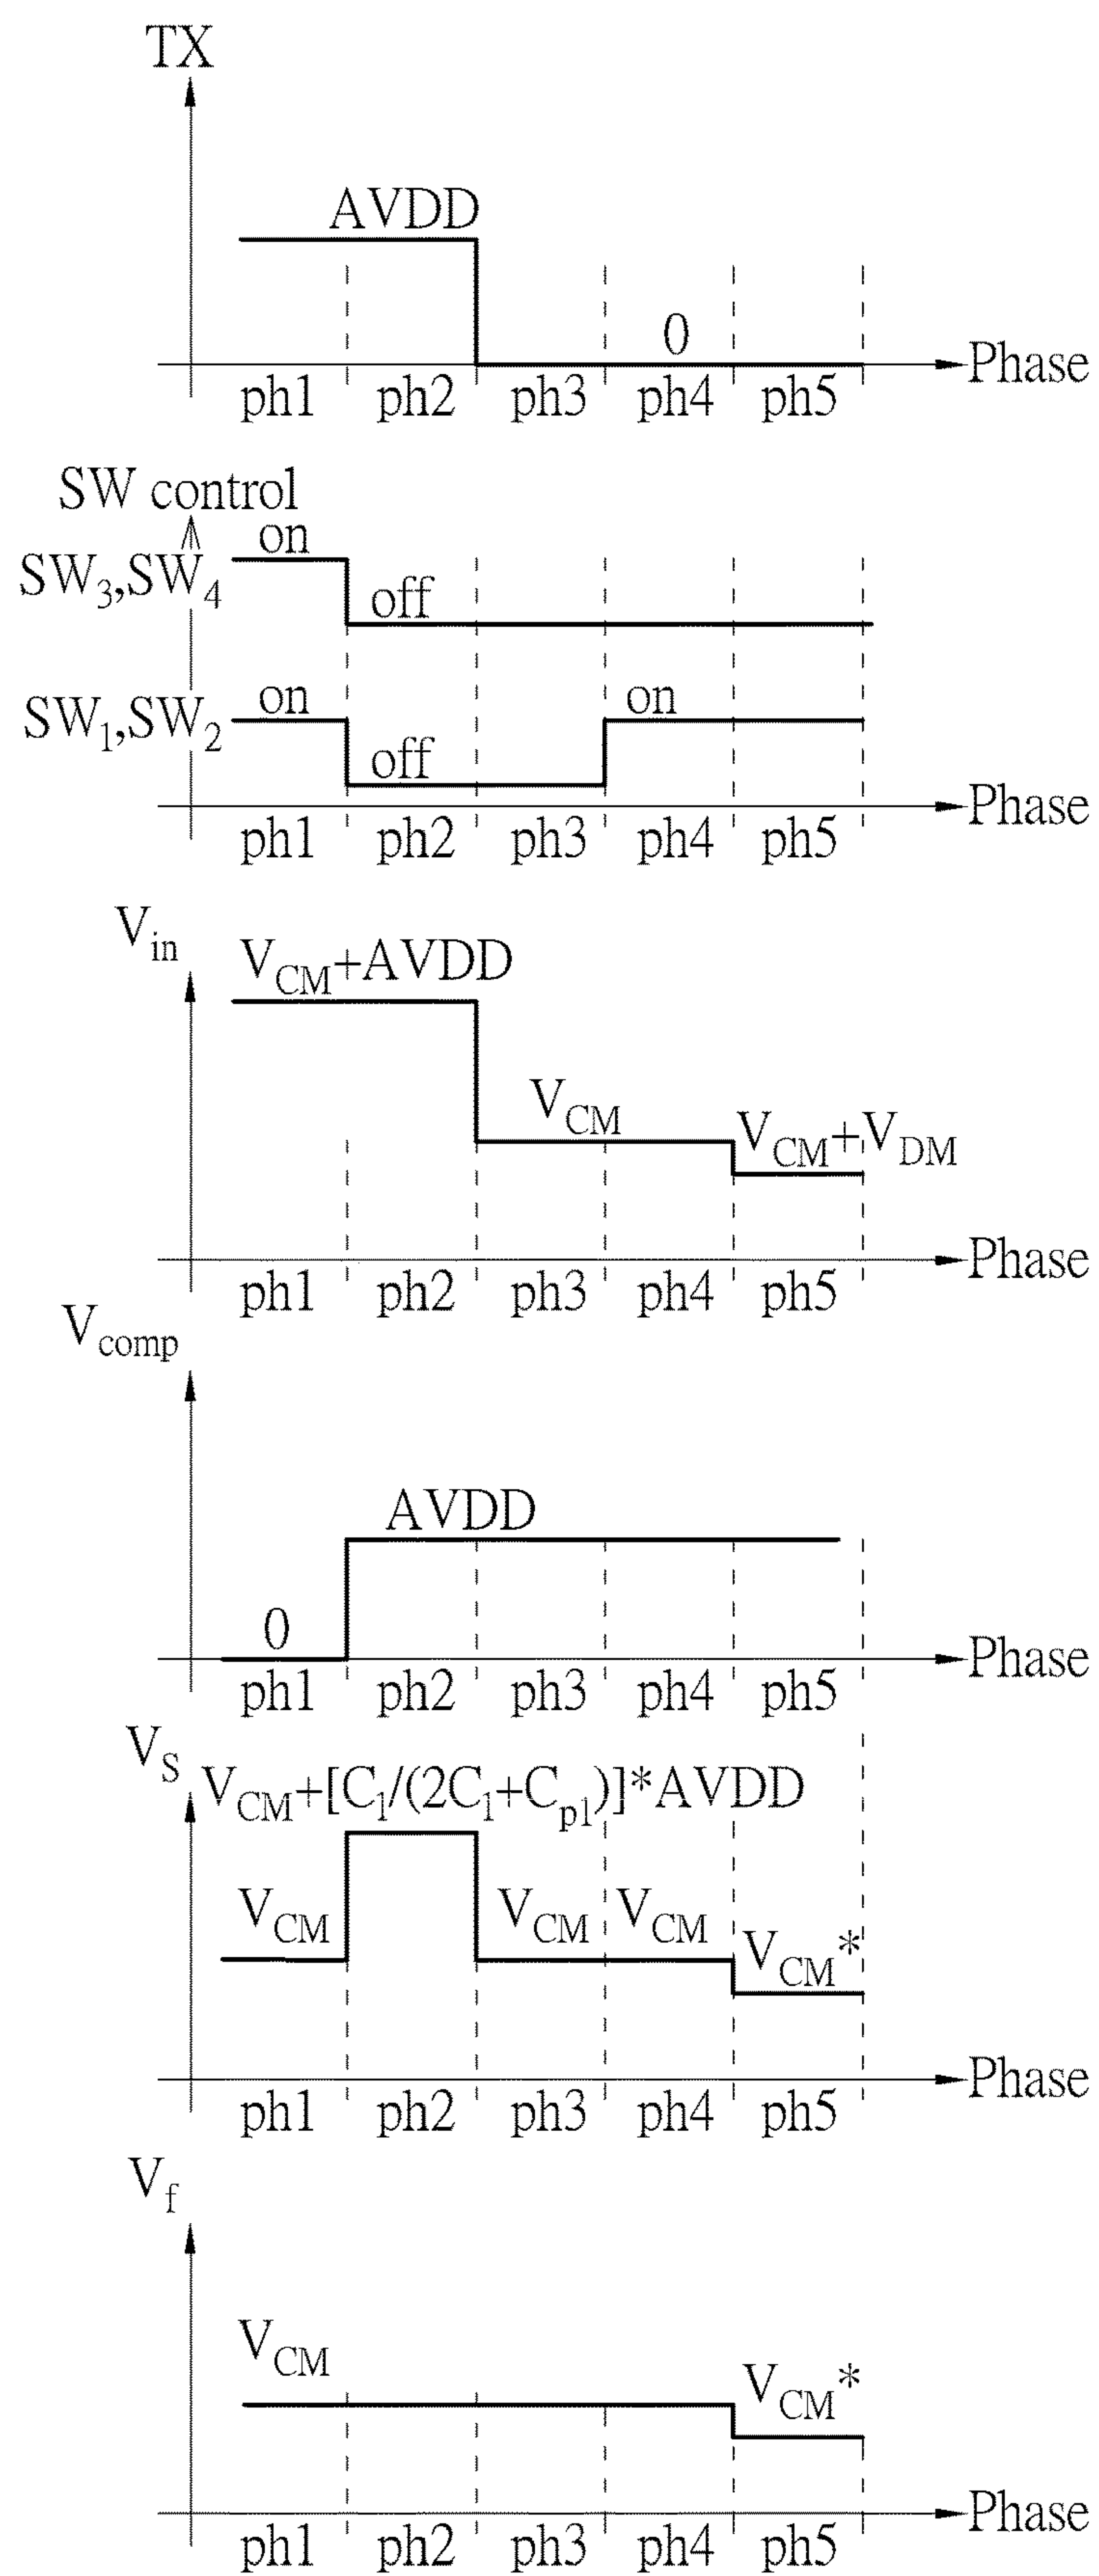 TX
AVDD
0
Phase
ph1 ph2 ph3 ph4 ph5
SW control
on
SW3,SW4
off
on on
SW1,SW2
off
Phase
ph1 ph2 ph3 ph4 ph5
Vin
VCM+AVDD
VCM
VCM+VDM
Phase
ph1 ph2 ph3 ph4 ph5
Vcomp
AVDD
0
Phase
ph1 ph2 ph3 ph4 ph5
VS
VCM+[C1/(2C1+Cp1)]*AVDD
VCM VCM VCM
VCM*
Phase
ph1 ph2 ph3 ph4 ph5
Vf
VCM
VCM*
Phase
ph1 ph2 ph3 ph4 ph5